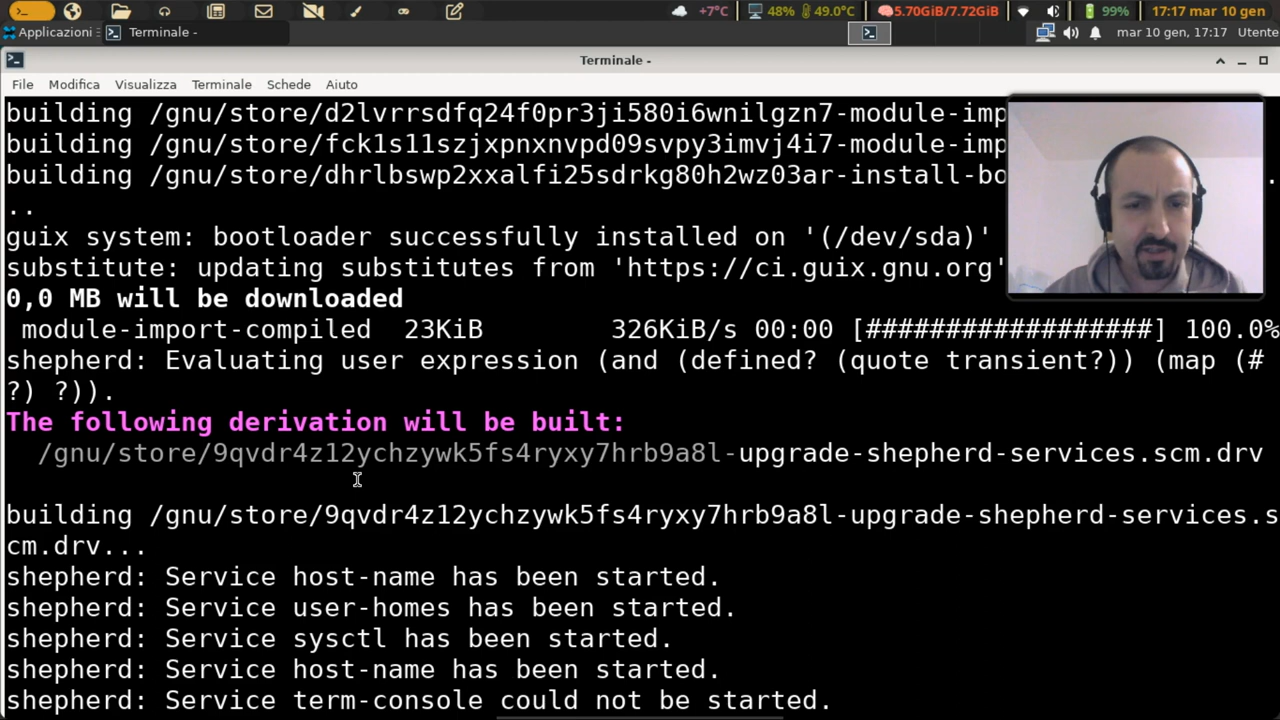 +7°C 48% 49.0°C 5.70GiB/7.72GiB 99% 17:17 mar 10 gen
Applicazioni Terminale - mar 10 gen, 17:17 Utente
Terminale -
File Modifica Visualizza Terminale Schede Aiuto
building /gnu/store/d2lvrrsdfq24f0pr3ji580i6wnilgzn7-module-imp
building /gnu/store/fck1s11szjxpnxnvpd09svpy3imvj4i7-module-imp
building /gnu/store/dhrlbswp2xxalfi25sdrkg80h2wz03ar-install-bo .
..
guix system: bootloader successfully installed on '(/dev/sda)'
substitute: updating substitutes from 'https://ci.guix.gnu.org'
0,0 MB will be downloaded
module-import-compiled 23KiB 326KiB/s 00:00 [##################] 100.0%
shepherd: Evaluating user expression (and (defined? (quote transient?)) (map (#
?) ?)).
The following derivation will be built:
/gnu/store/9qvdr4z12ychzywk5fs4ryxy7hrb9a8l-upgrade-shepherd-services.scm.drv
building /gnu/store/9qvdr4z12ychzywk5fs4ryxy7hrb9a8l-upgrade-shepherd-services.s
cm.drv...
shepherd: Service host-name has been started.
shepherd: Service user-homes has been started.
shepherd: Service sysctl has been started.
shepherd: Service host-name has been started.
shepherd: Service term-console could not be started.